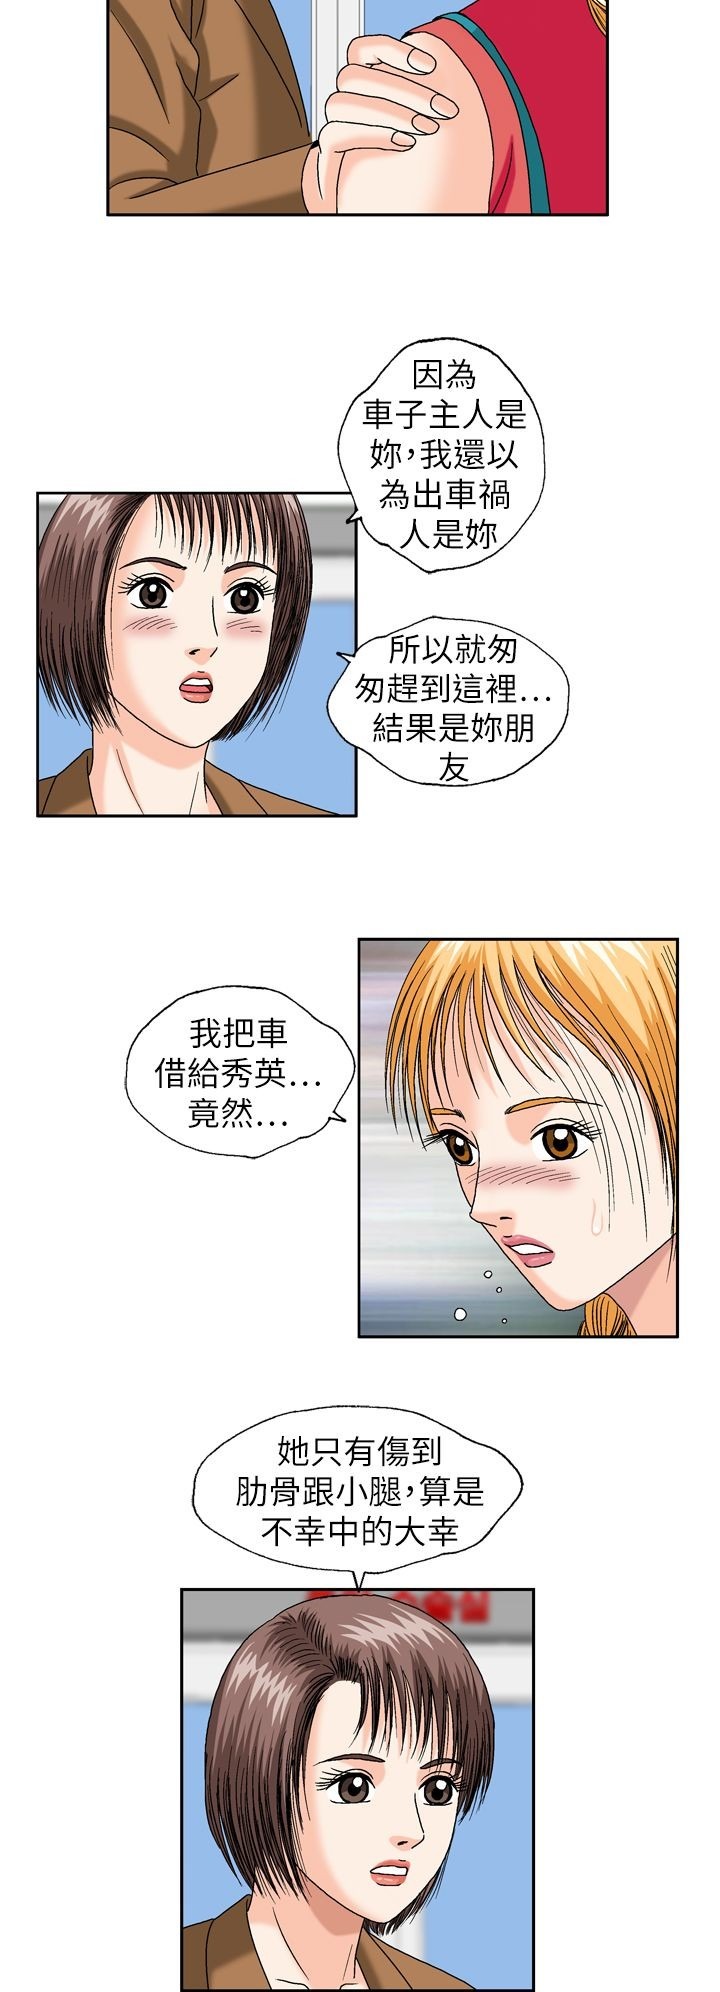 因為
車子主人是
妳，我還以
為出車禍
人是妳
所以就匆
匆趕到這裡...
結果是妳朋
友
我把車
借給秀英...
竟然...
她只有傷到
肋骨跟小腿，算是
不幸中的大幸
수술실